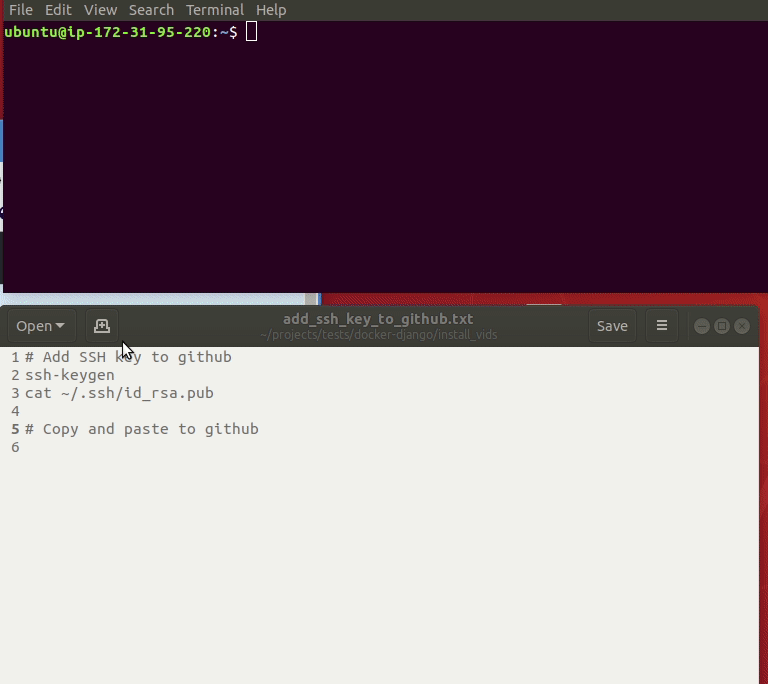 File Edit View Search Terminal Help
ubuntu@ip-172-31-95-220:~$
Open
add_ssh_key_to_github.txt
~/projects/tests/docker-django/install_vids
Save
1 # Add SSH key to github
2 ssh-keygen
3 cat ~/.ssh/id_rsa.pub
4
5 # Copy and paste to github
6